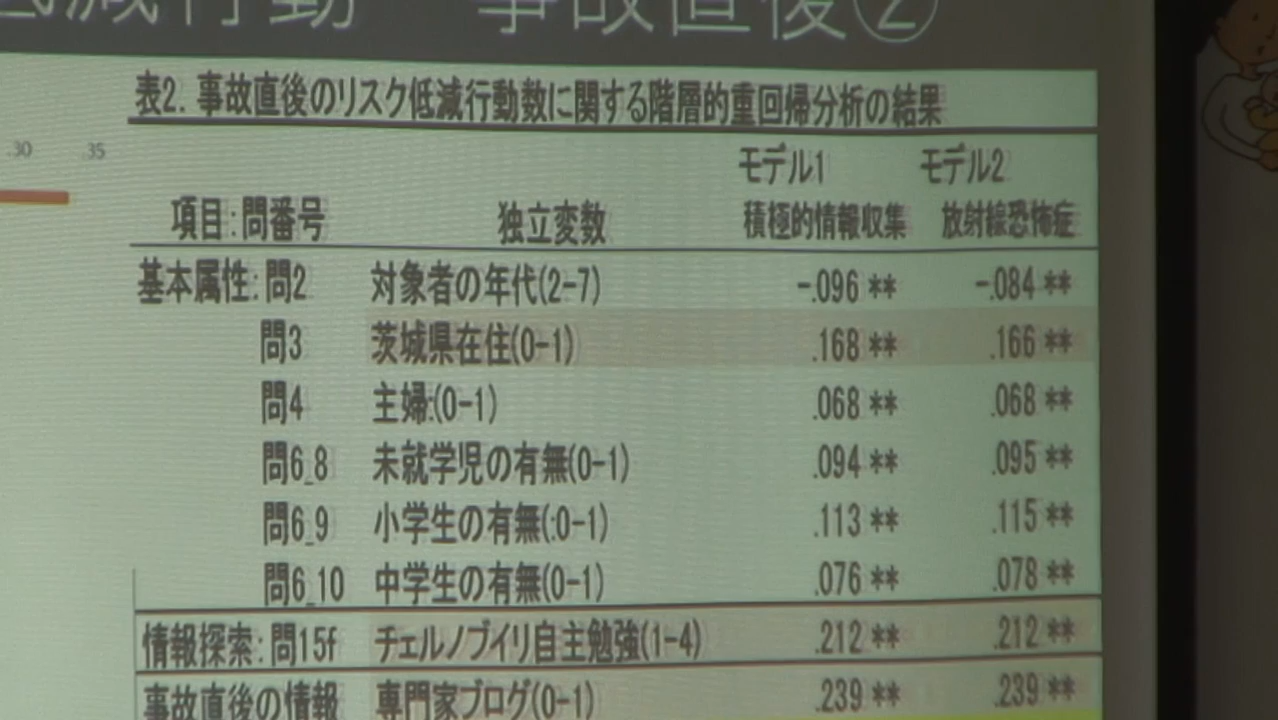 減行動 事故直後②
表2. 事故直後のリスク低減行動数に関する階層的重回帰分析の結果
.30 .35
モデル1 モデル2
項目:問番号 独立変数 積極的情報収集 放射線恐怖症
基本属性:問2 対象者の年代(2-7) -.096 ** -.084 **
問3 茨城県在住(0-1) .168 ** .166 **
問4 主婦:(0-1) .068 ** .068 **
問6_8 未就学児の有無(0-1) .094 ** .095 **
問6_9 小学生の有無(:0-1) .113 ** .115 **
問6_10 中学生の有無(0-1) .076 ** .078 **
情報探索:問15f チェルノブイリ自主勉強(1-4) .212 ** .212 **
事故直後の情報 専門家ブログ(0-1) .239 ** .239 **